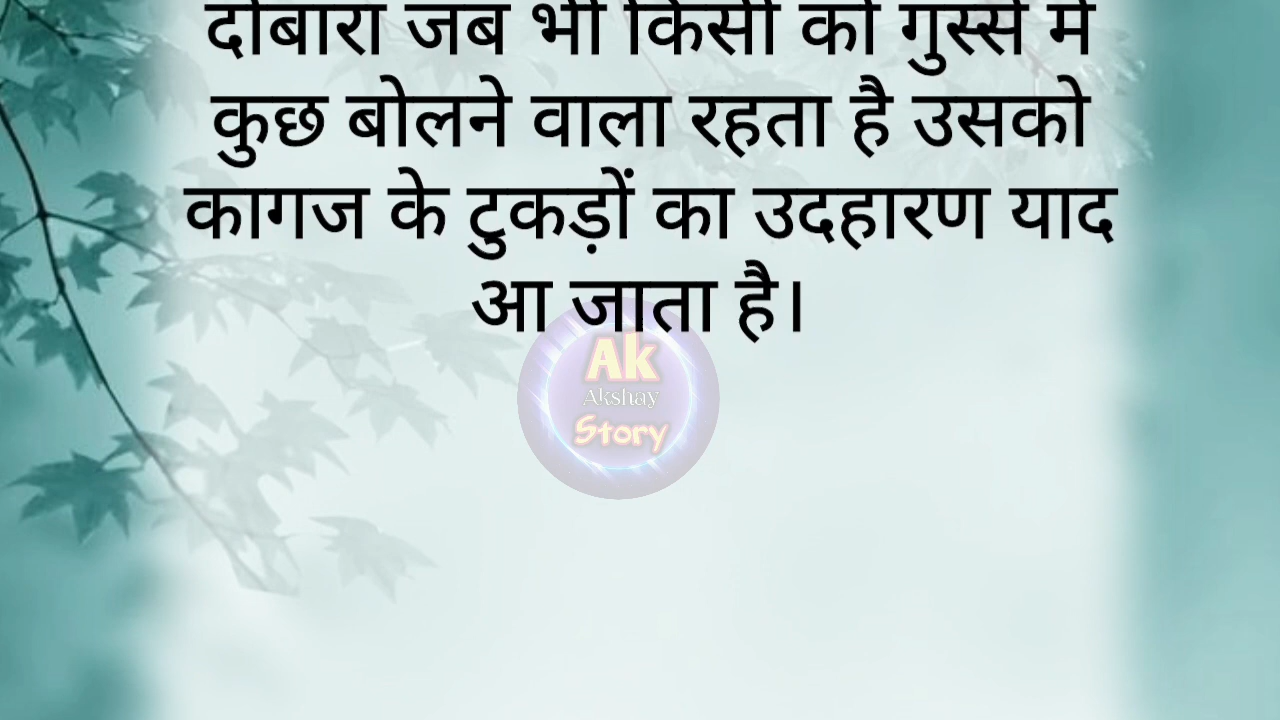 दोबारा जब भी किसी को गुस्से में
कुछ बोलने वाला रहता है उसको
कागज के टुकड़ों का उदहारण याद
आ जाता है।
Ak
Akshay
Story